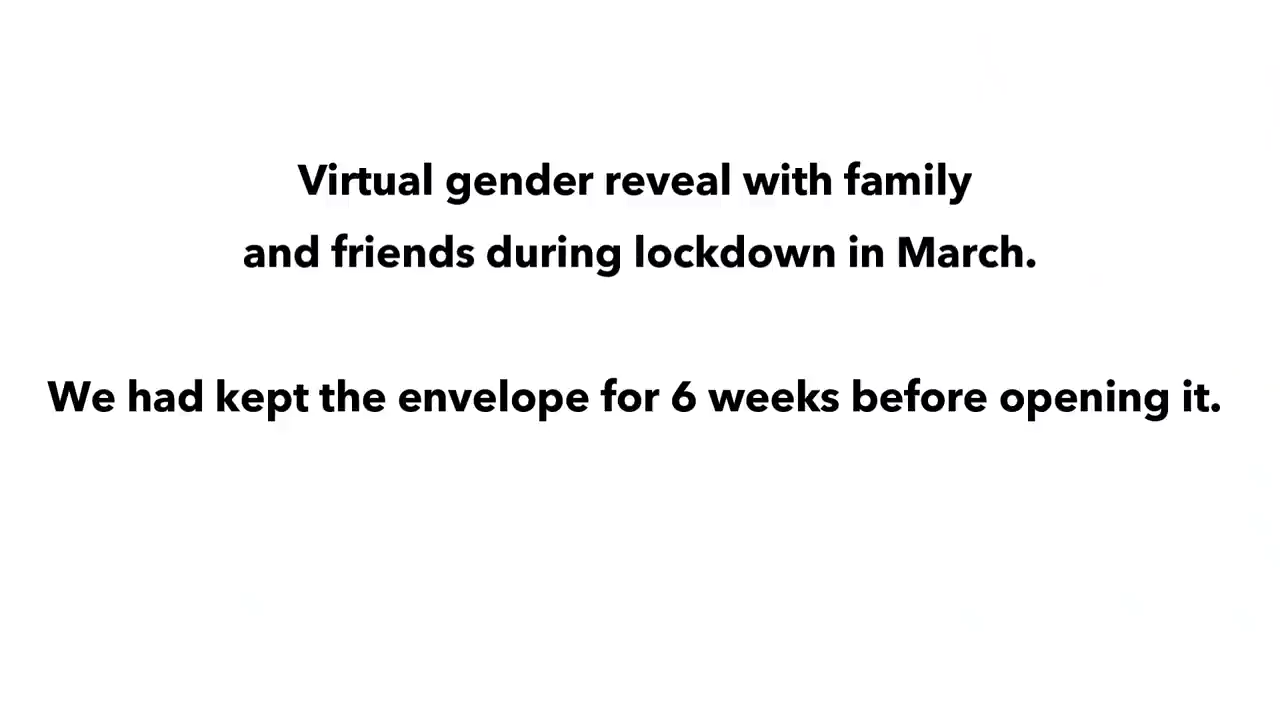 Virtual gender reveal with family
and friends during lockdown in March.
We had kept the envelope for 6 weeks before opening it.